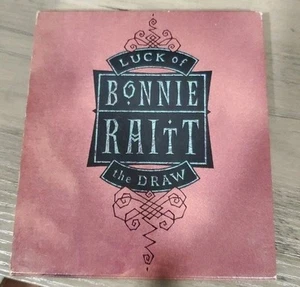 LUCK of
BONNIE
RAITT
the DRAW